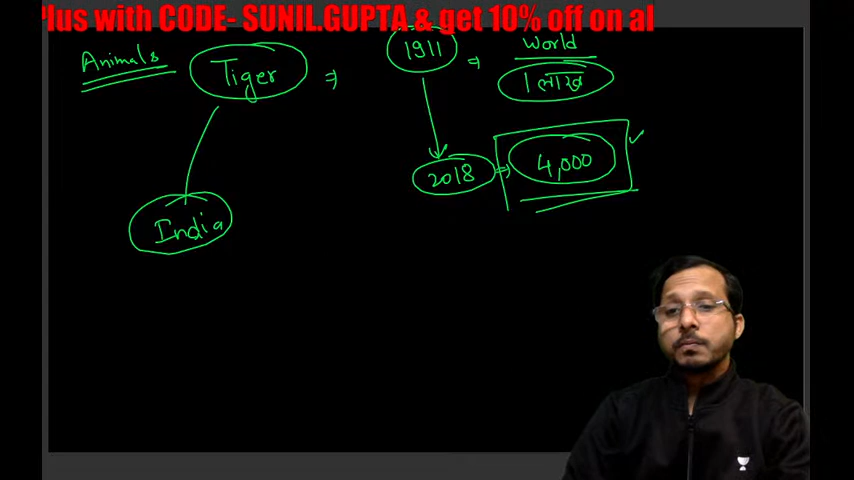 Plus with CODE- SUNIL.GUPTA & get 10% off on al
Animals
Tiger ⇒ 1911 ⇒ World
1 लाख
2018 ⇒ 4,000 ✓
India